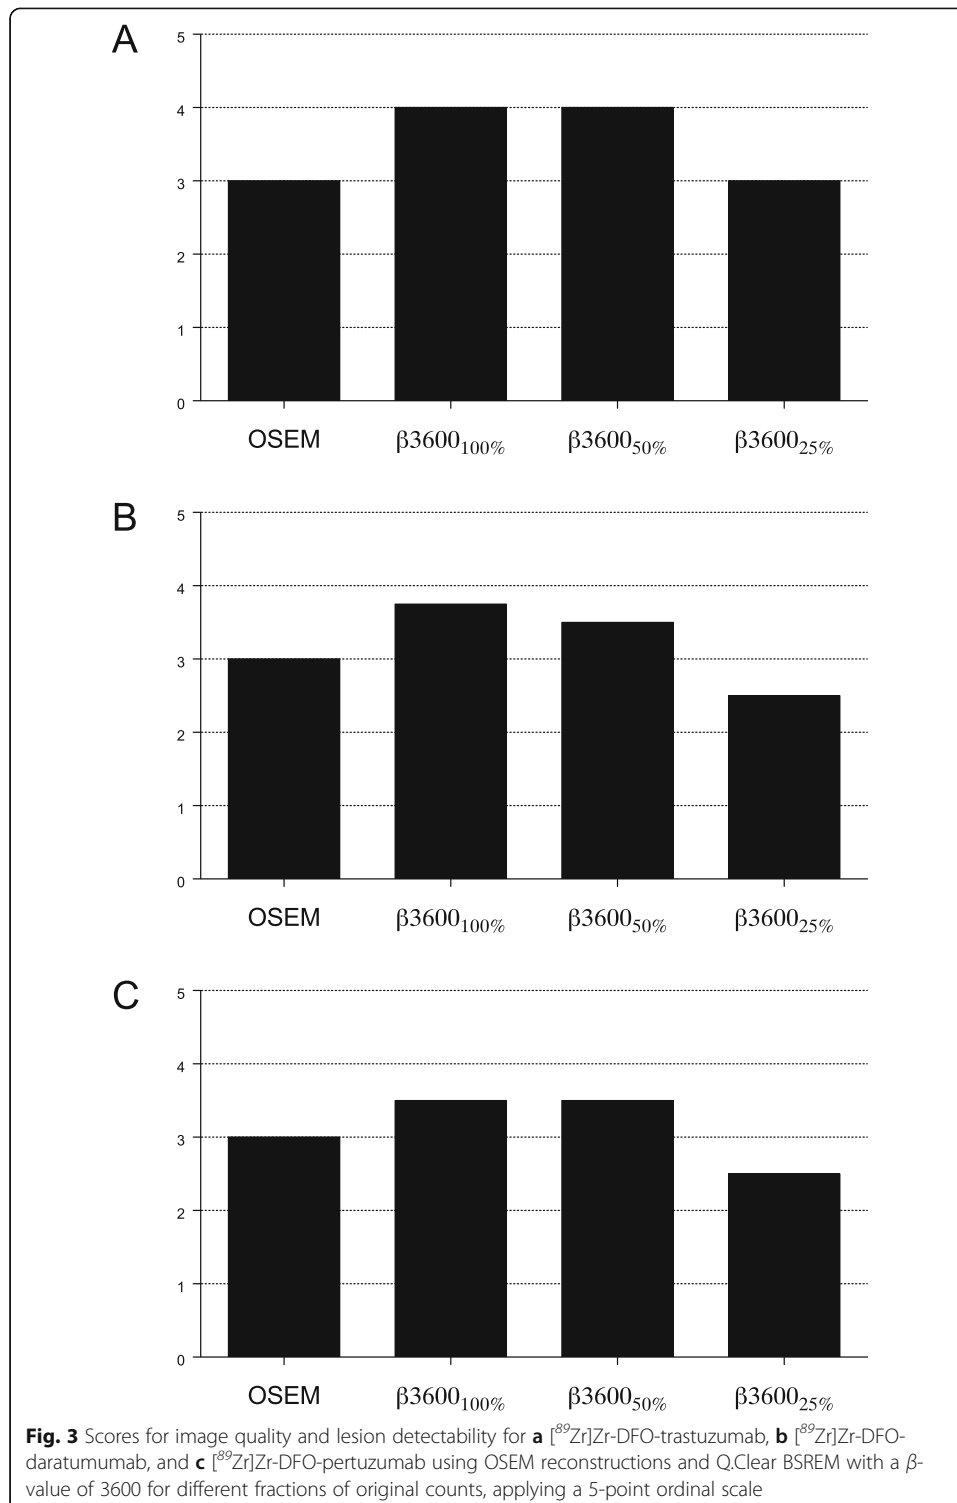 A
5
4
3
2
1
0
OSEM β3600100% β360050% β360025%
B
5
4
3
2
1
0
OSEM β3600100% β360050% β360025%
C
5
4
3
2
1
0
OSEM β3600100% β360050% β360025%
Fig. 3 Scores for image quality and lesion detectability for a [89Zr]Zr-DFO-trastuzumab, b [89Zr]Zr-DFO-
daratumumab, and c [89Zr]Zr-DFO-pertuzumab using OSEM reconstructions and Q.Clear BSREM with a β-
value of 3600 for different fractions of original counts, applying a 5-point ordinal scale